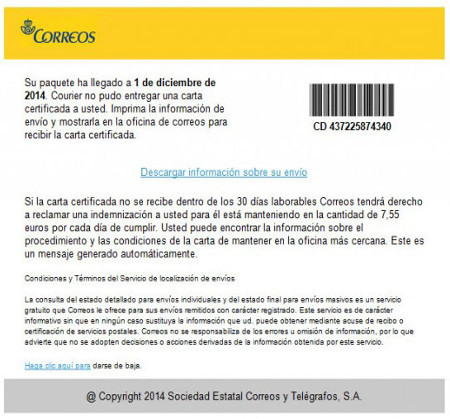 CORREOS
Su paquete ha llegado a 1 de diciembre de
2014. Courier no pudo entregar una carta
certificada a usted. Imprima la información de
envío y mostrarla en la oficina de correos para
recibir la carta certificada.
CD 437225874340
Descargar información sobre su envío
Si la carta certificada no se recibe dentro de los 30 días laborables Correos tendrá derecho
a reclamar una indemnización a usted para él está manteniendo en la cantidad de 7,55
euros por cada día de cumplir. Usted puede encontrar la información sobre el
procedimiento y las condiciones de la carta de mantener en la oficina más cercana. Este es
un mensaje generado automáticamente.
Condiciones y Términos del Servicio de localización de envíos
La consulta del estado detallado para envíos individuales y del estado final para envíos masivos es un servicio
gratuito que Correos le ofrece para sus envíos remitidos con carácter registrado. Este servicio es de carácter
informativo sin que en ningún caso sustituya la información que ud. puede obtener mediante acuse de recibo o
certificación de servicios postales. Correos no se responsabiliza de los errores u omisión de información, por lo que
advierte que no se adopten decisiones o acciones derivadas de la información obtenida por este servicio.
Haga clic aquí para darse de baja.
@ Copyright 2014 Sociedad Estatal Correos y Telégrafos, S.A.